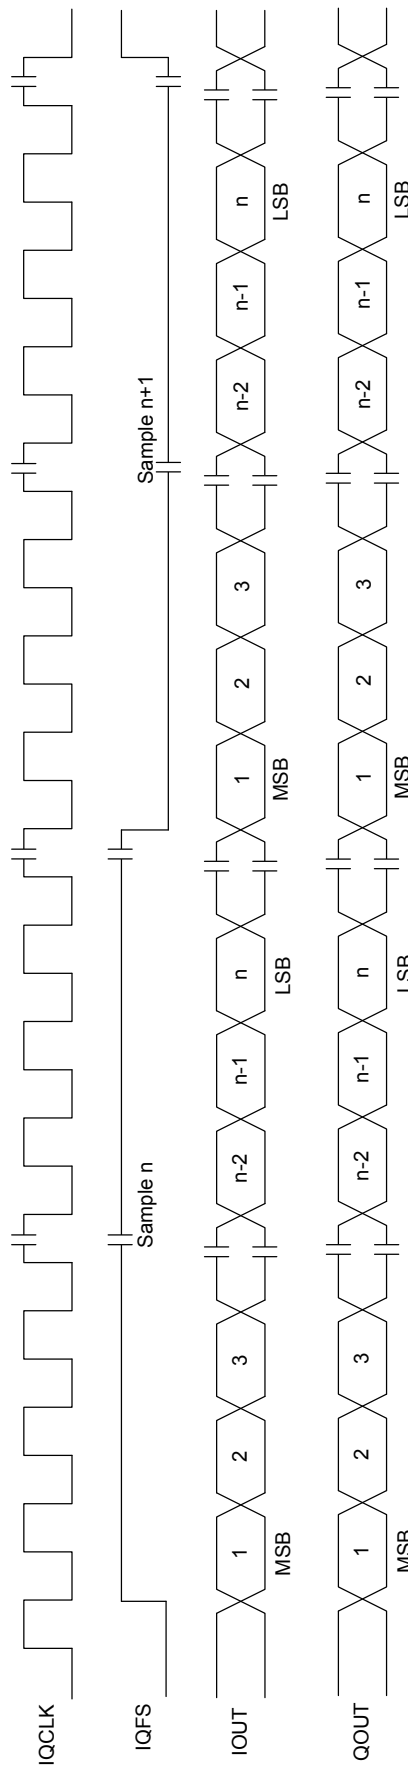 IQCLK
IQFS
Sample n
Sample n+1
IOUT
1 2 3 n-2 n-1 n 1 2 3 n-2 n-1 n
MSB LSB MSB LSB
QOUT
1 2 3 n-2 n-1 n 1 2 3 n-2 n-1 n
MSB LSB MSB LSB